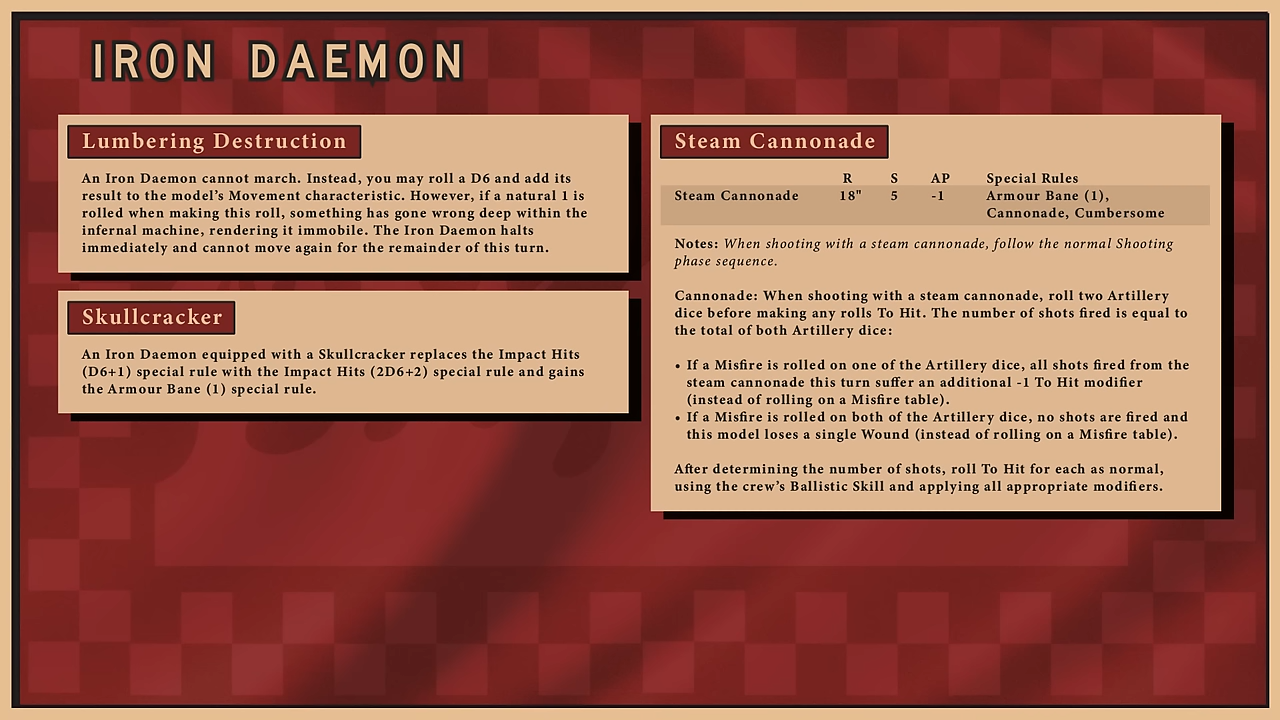 IRON DAEMON
Lumbering Destruction
An Iron Daemon cannot march. Instead, you may roll a D6 and add its
result to the model's Movement characteristic. However, if a natural 1 is
rolled when making this roll, something has gone wrong deep within the
infernal machine, rendering it immobile. The Iron Daemon halts
immediately and cannot move again for the remainder of this turn.
Skullcracker
An Iron Daemon equipped with a Skullcracker replaces the Impact Hits
(D6+1) special rule with the Impact Hits (2D6+2) special rule and gains
the Armour Bane (1) special rule.
Steam Cannonade
R S AP Special Rules
Steam Cannonade 18" 5 -1 Armour Bane (1),
Cannonade, Cumbersome
Notes: When shooting with a steam cannonade, follow the normal Shooting
phase sequence.
Cannonade: When shooting with a steam cannonade, roll two Artillery
dice before making any rolls To Hit. The number of shots fired is equal to
the total of both Artillery dice:
• If a Misfire is rolled on one of the Artillery dice, all shots fired from the
steam cannonade this turn suffer an additional -1 To Hit modifier
(instead of rolling on a Misfire table).
• If a Misfire is rolled on both of the Artillery dice, no shots are fired and
this model loses a single Wound (instead of rolling on a Misfire table).
After determining the number of shots, roll To Hit for each as normal,
using the crew's Ballistic Skill and applying all appropriate modifiers.